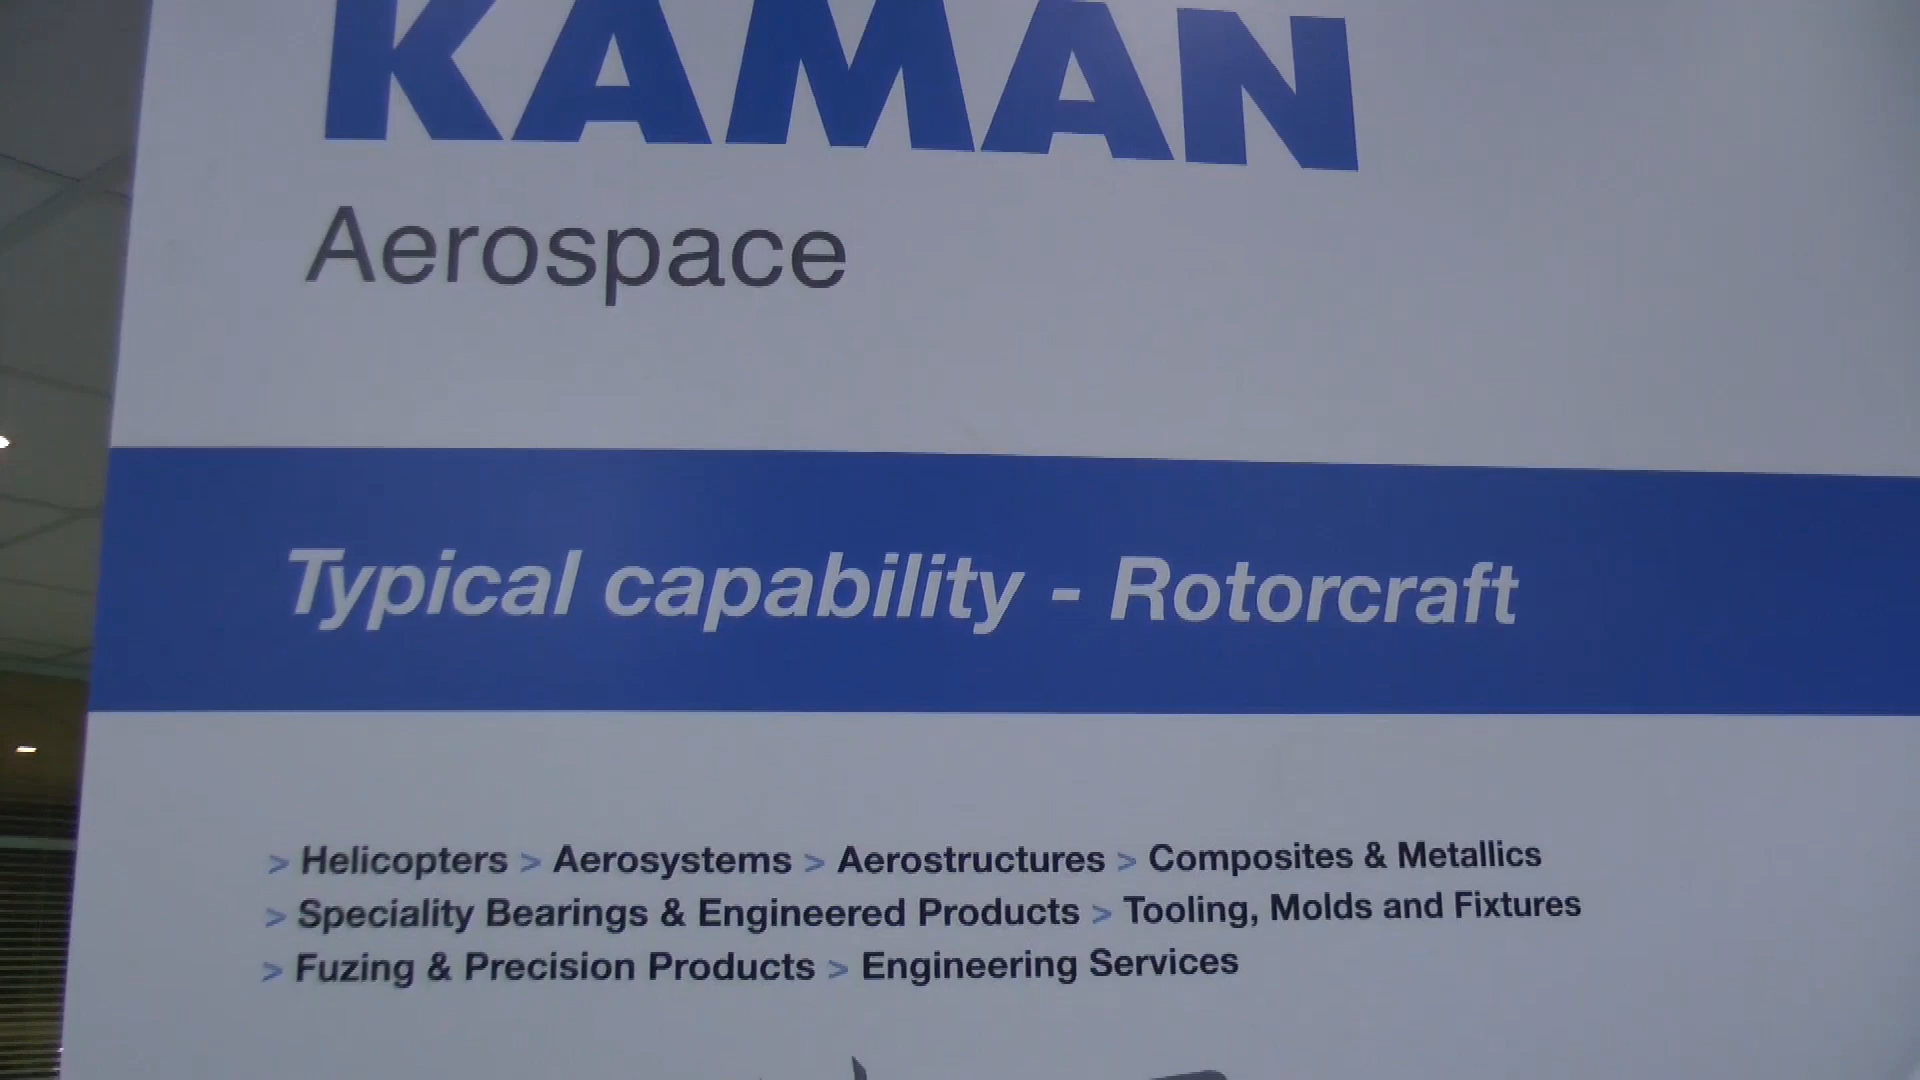 KAMAN
Aerospace
Typical capability - Rotorcraft
> Helicopters > Aerosystems > Aerostructures > Composites & Metallics
> Speciality Bearings & Engineered Products > Tooling, Molds and Fixtures
> Fuzing & Precision Products > Engineering Services